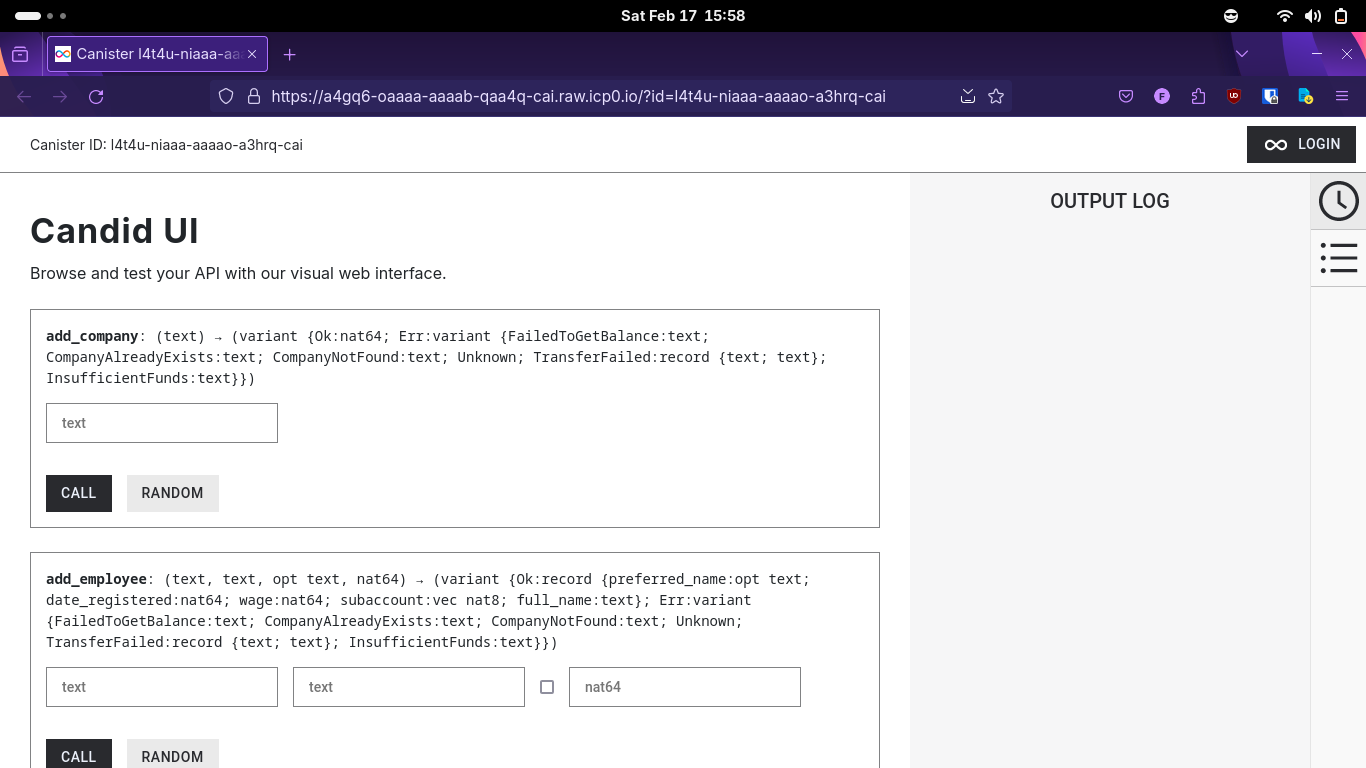 Sat Feb 17 15:58
Canister l4t4u-niaaa-aa
https://a4gq6-oaaaa-aaaab-qaa4q-cai.raw.icp0.io/?id=l4t4u-niaaa-aaaao-a3hrq-cai
F
Canister ID: l4t4u-niaaa-aaaao-a3hrq-cai
LOGIN
OUTPUT LOG
Candid UI
Browse and test your API with our visual web interface.
add_company: (text) → (variant {Ok:nat64; Err:variant {FailedToGetBalance:text;
CompanyAlreadyExists:text; CompanyNotFound:text; Unknown; TransferFailed:record {text; text};
InsufficientFunds:text}})
text
CALL RANDOM
add_employee: (text, text, opt text, nat64) → (variant {Ok:record {preferred_name:opt text;
date_registered:nat64; wage:nat64; subaccount:vec nat8; full_name:text}; Err:variant
{FailedToGetBalance:text; CompanyAlreadyExists:text; CompanyNotFound:text; Unknown;
TransferFailed:record {text; text}; InsufficientFunds:text}})
text text nat64
CALL RANDOM